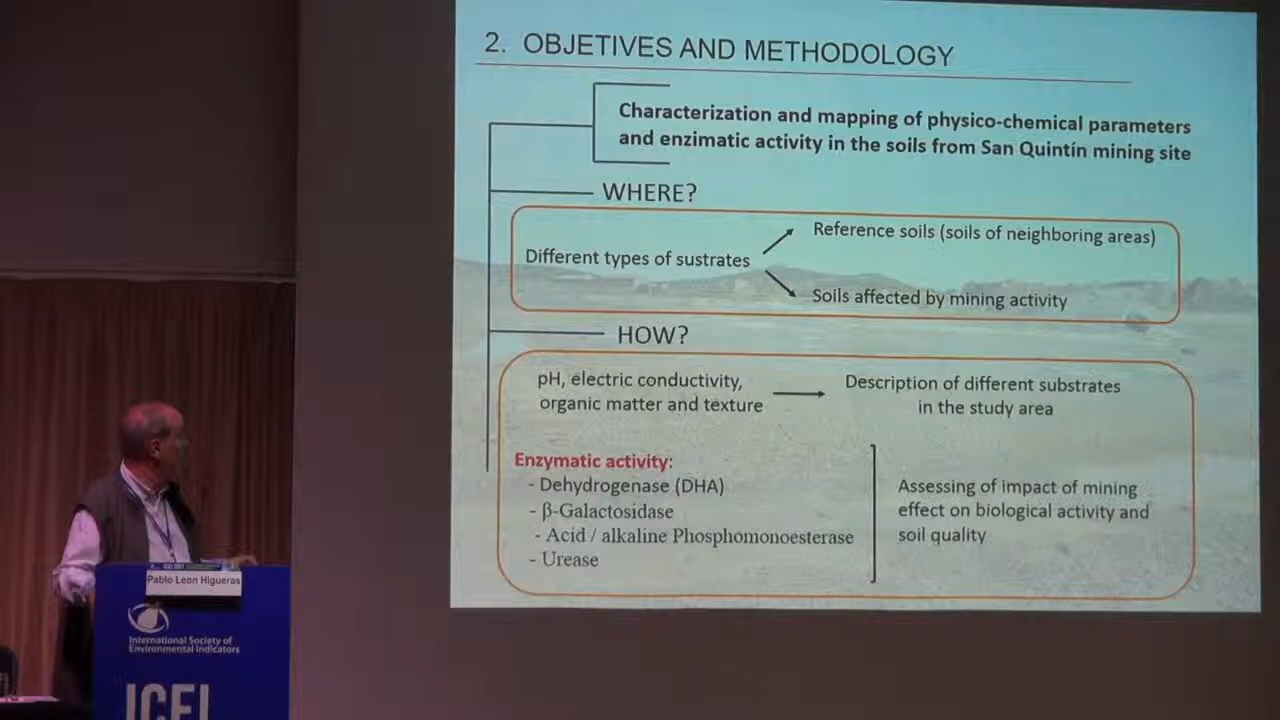 2. OBJETIVES AND METHODOLOGY
Characterization and mapping of physico-chemical parameters
and enzimatic activity in the soils from San Quintín mining site
WHERE?
Different types of sustrates
Reference soils (soils of neighboring areas)
Soils affected by mining activity
HOW?
pH, electric conductivity,
organic matter and texture
Description of different substrates
in the study area
Enzymatic activity:
- Dehydrogenase (DHA)
- β-Galactosidase
- Acid / alkaline Phosphomonoesterase
- Urease
Assessing of impact of mining
effect on biological activity and
soil quality
Pablo Leon Higueras
International Society of
Environmental Indicators
ICEI